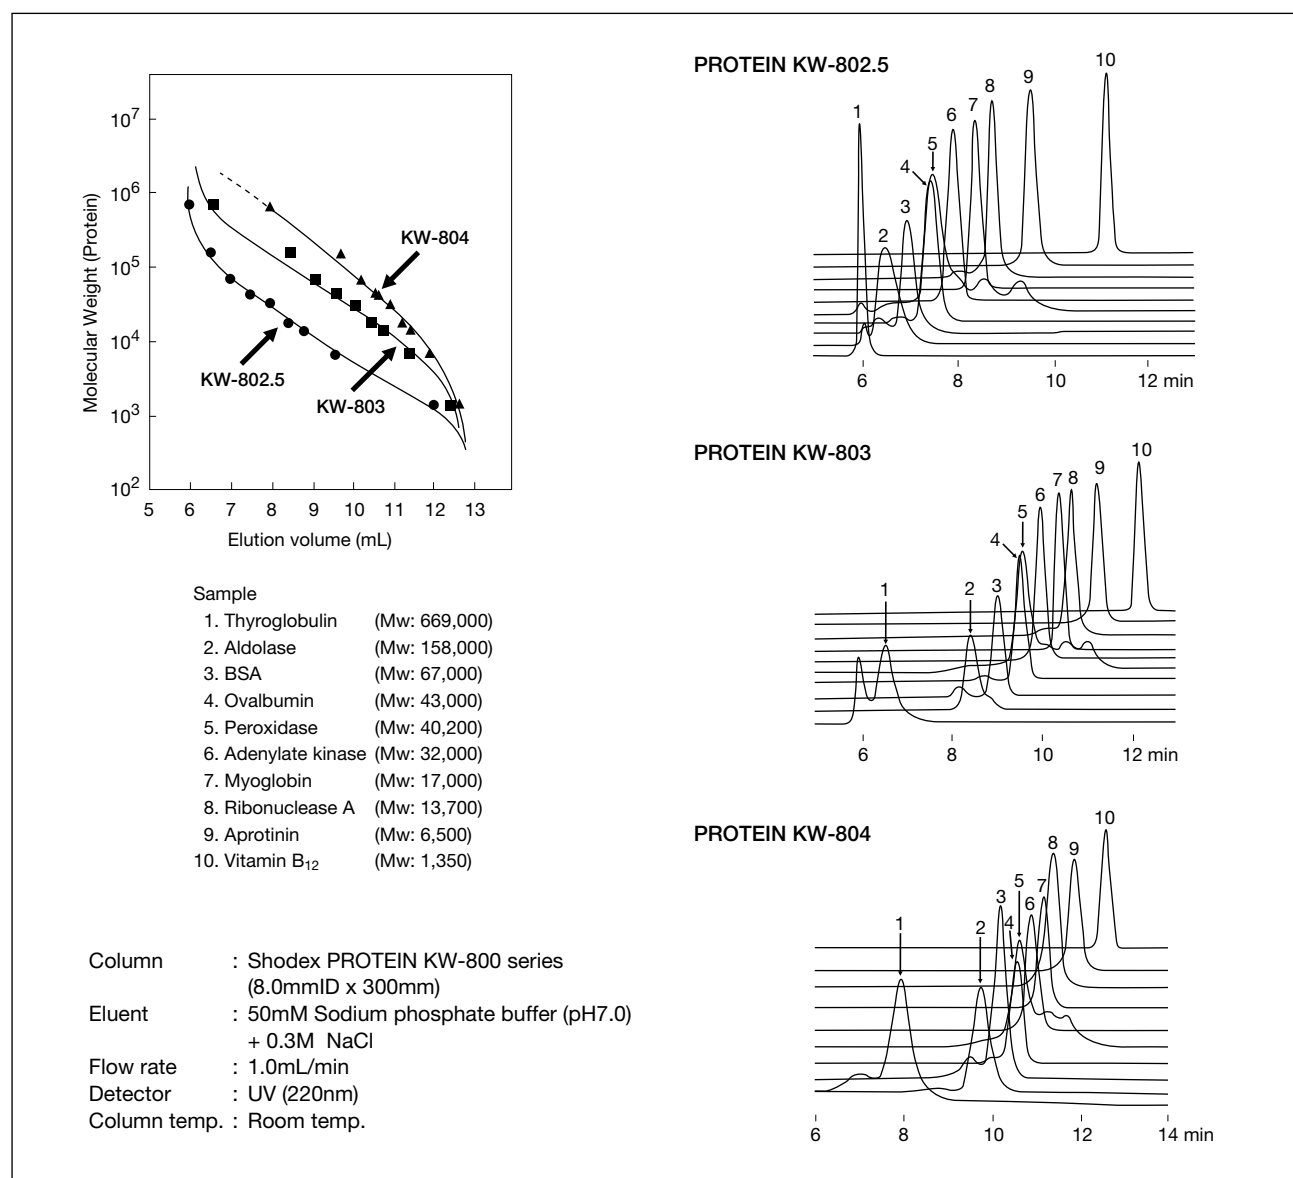 10⁷
10⁶
10⁵
10⁴
10³
10²
Molecular Weight (Protein)
KW-804
KW-802.5
KW-803
5 6 7 8 9 10 11 12 13
Elution volume (mL)
Sample
1. Thyroglobulin (Mw: 669,000)
2. Aldolase (Mw: 158,000)
3. BSA (Mw: 67,000)
4. Ovalbumin (Mw: 43,000)
5. Peroxidase (Mw: 40,200)
6. Adenylate kinase (Mw: 32,000)
7. Myoglobin (Mw: 17,000)
8. Ribonuclease A (Mw: 13,700)
9. Aprotinin (Mw: 6,500)
10. Vitamin B₁₂ (Mw: 1,350)
Column : Shodex PROTEIN KW-800 series
(8.0mmID x 300mm)
Eluent : 50mM Sodium phosphate buffer (pH7.0)
+ 0.3M NaCl
Flow rate : 1.0mL/min
Detector : UV (220nm)
Column temp. : Room temp.
PROTEIN KW-802.5
1 2 3 4 5 6 7 8 9 10
6 8 10 12 min
PROTEIN KW-803
1 2 3 4 5 6 7 8 9 10
6 8 10 12 min
PROTEIN KW-804
1 2 3 4 5 6 7 8 9 10
6 8 10 12 14 min